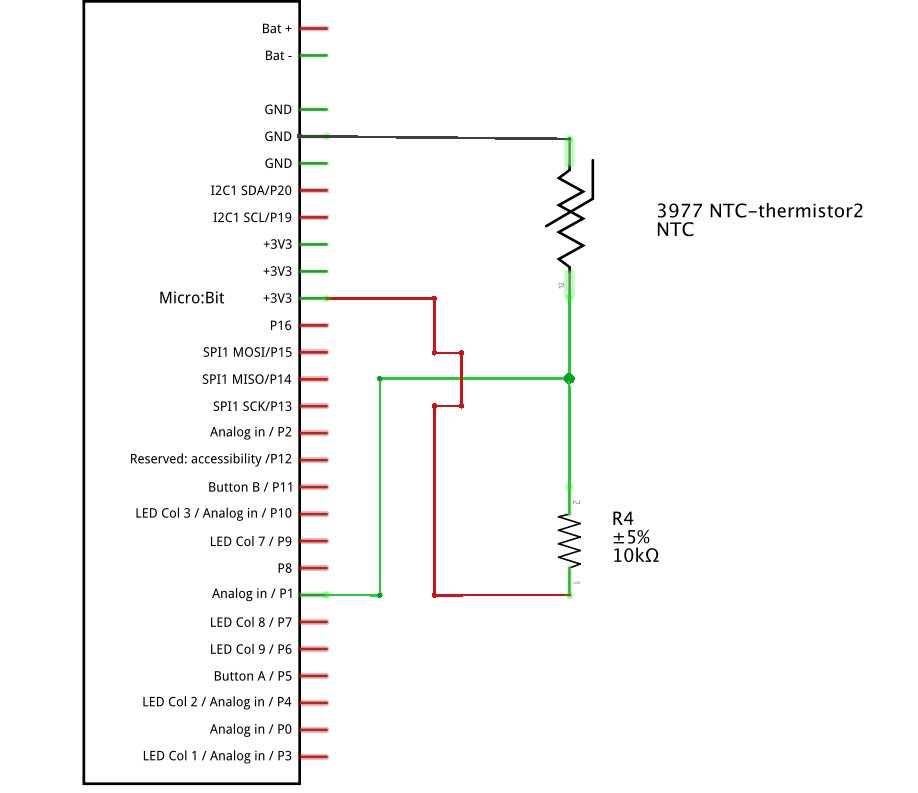 Bat +
Bat -
GND
GND
GND
I2C1 SDA/P20
I2C1 SCL/P19
+3V3
+3V3
Micro:Bit +3V3
P16
SPI1 MOSI/P15
SPI1 MISO/P14
SPI1 SCK/P13
Analog in / P2
Reserved: accessibility /P12
Button B / P11
LED Col 3 / Analog in / P10
LED Col 7 / P9
P8
Analog in / P1
LED Col 8 / P7
LED Col 9 / P6
Button A / P5
LED Col 2 / Analog in / P4
Analog in / P0
LED Col 1 / Analog in / P3
3977 NTC-thermistor2
NTC
2
R4
±5%
10kΩ
1